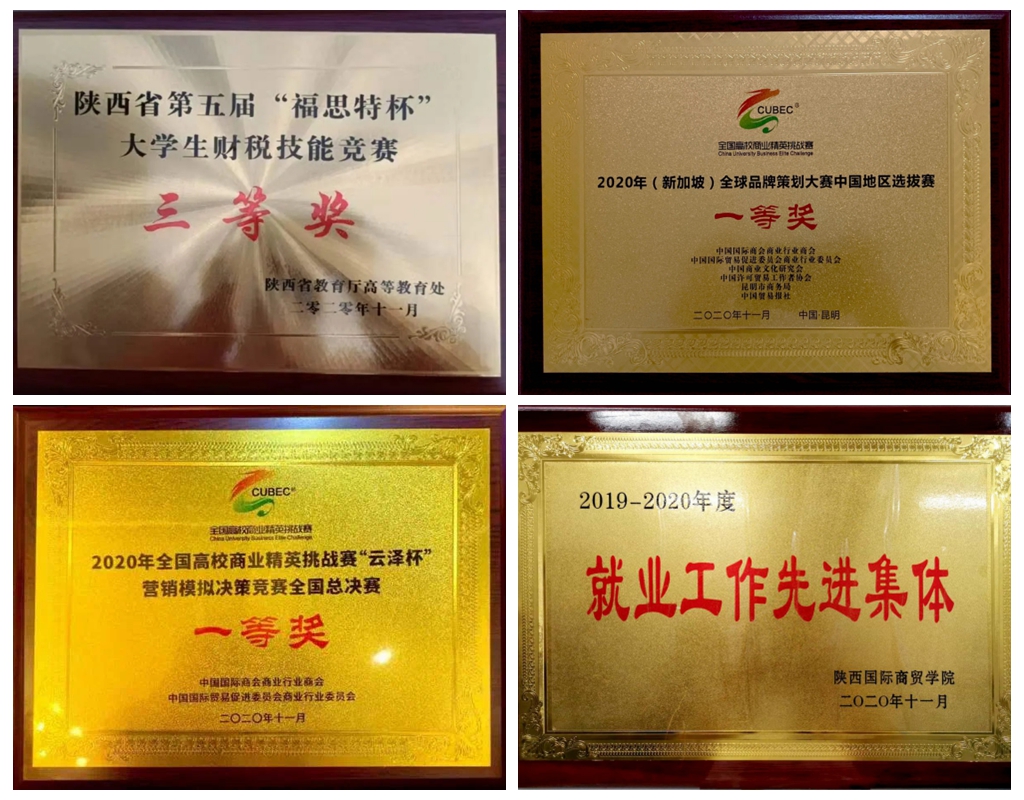 陕西省第五届“福思特杯”
大学生财税技能竞赛
三等奖
陕西省教育厅高等教育处
二零二零年十一月
CUBEC®
全国高校商业精英挑战赛
China University Business Elite Challenge
2020年（新加坡）全球品牌策划大赛中国地区选拔赛
一等奖
中国国际商会商业行业商会
中国国际贸易促进委员会商业行业委员会
中国商业文化研究会
中国许可贸易工作者协会
昆明市商务局
中国贸易报社
二〇二〇年十一月 中国·昆明
CUBEC®
全国高校商业精英挑战赛
China University Business Elite Challenge
2020年全国高校商业精英挑战赛“云泽杯”
营销模拟决策竞赛全国总决赛
一等奖
中国国际商会商业行业商会
中国国际贸易促进委员会商业行业委员会
二〇二〇年十一月
2019-2020年度
就业工作先进集体
陕西国际商贸学院
二〇二〇年十一月